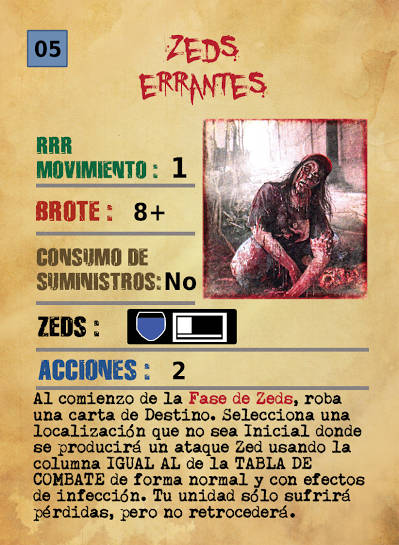 05
ZEDS
ERRANTES
RRR
MOVIMIENTO : 1
BROTE : 8+
CONSUMO DE
SUMINISTROS: No
ZEDS :
ACCIONES : 2
Al comienzo de la Fase de Zeds, roba
una carta de Destino. Selecciona una
localización que no sea Inicial donde
se producirá un ataque Zed usando la
columna IGUAL AL de la TABLA DE
COMBATE de forma normal y con efectos
de infección. Tu unidad sólo sufrirá
pérdidas, pero no retrocederá.